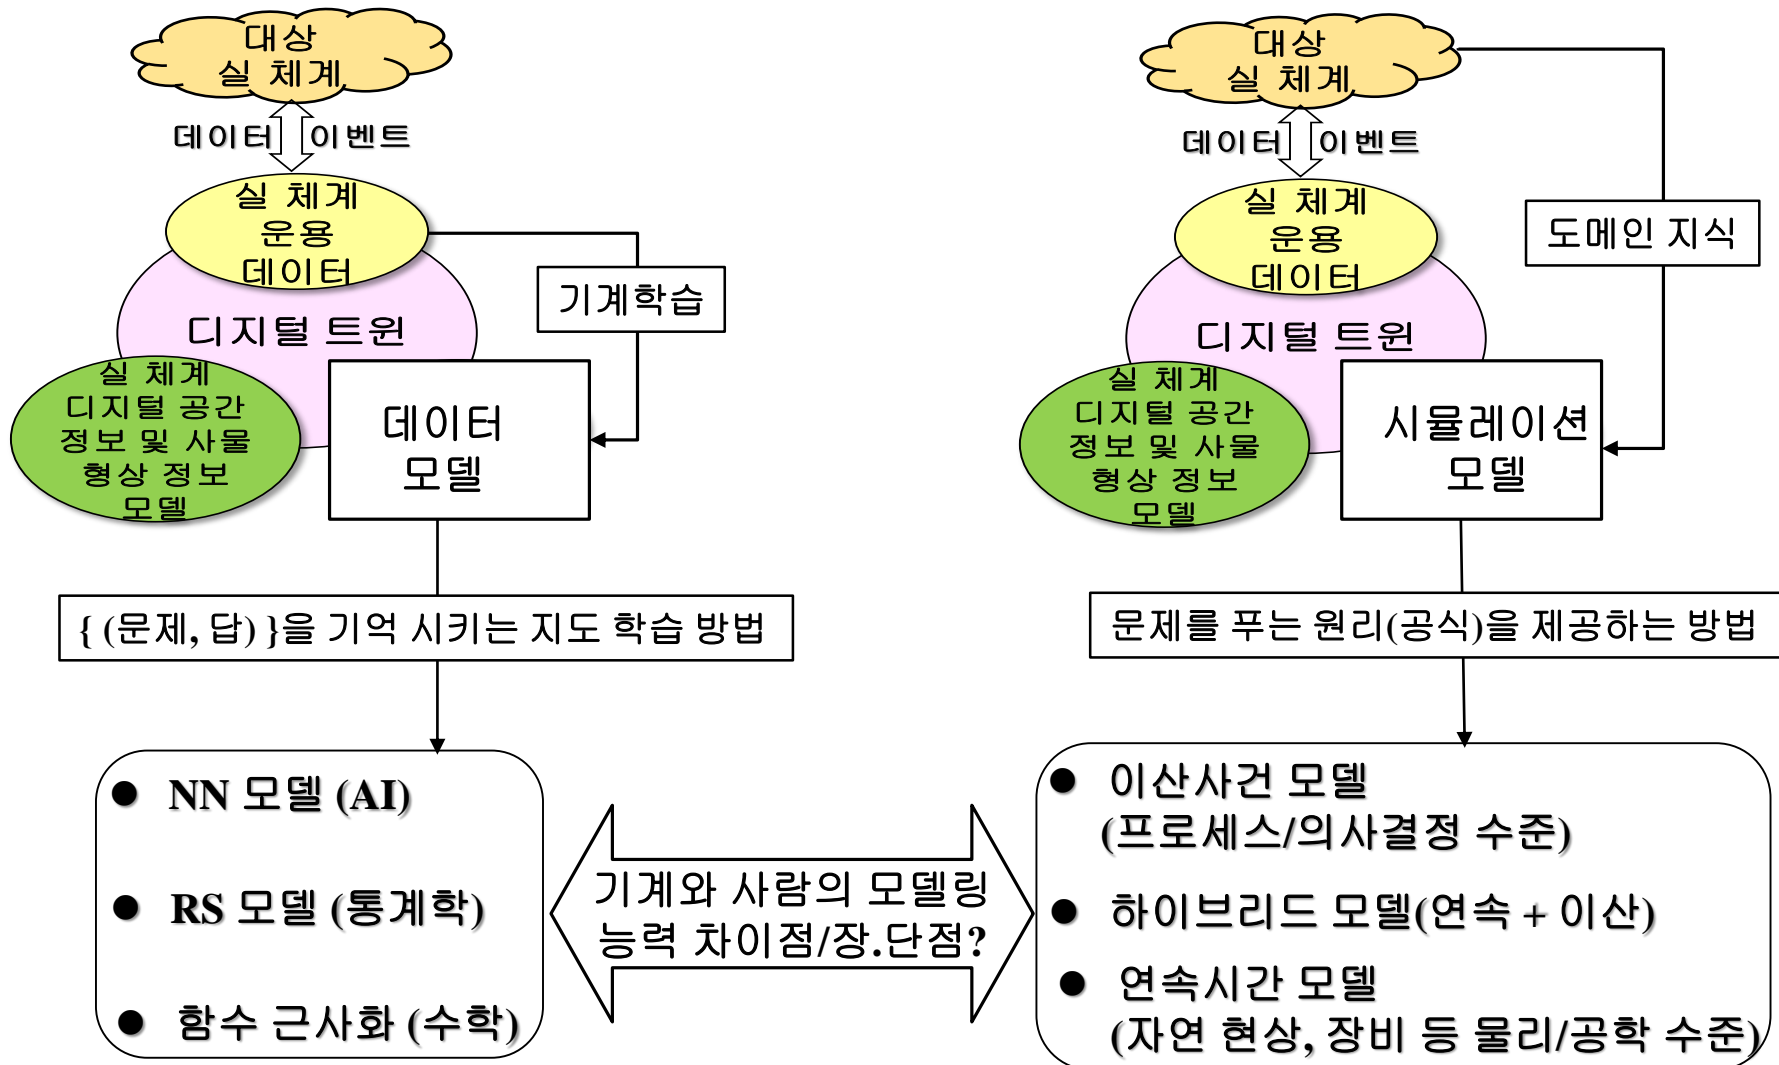 대상
실 체계
데이터
이벤트
실 체계
운용
데이터
기계학습
디지털 트윈
실 체계
디지털 공간
정보 및 사물
형상 정보
모델
데이터
모델
{ (문제, 답) }을 기억 시키는 지도 학습 방법
● NN 모델 (AI)
● RS 모델 (통계학)
● 함수 근사화 (수학)
기계와 사람의 모델링
능력 차이점/장.단점?
대상
실 체계
데이터
이벤트
실 체계
운용
데이터
도메인 지식
디지털 트윈
실 체계
디지털 공간
정보 및 사물
형상 정보
모델
시뮬레이션
모델
문제를 푸는 원리(공식)을 제공하는 방법
● 이산사건 모델
(프로세스/의사결정 수준)
● 하이브리드 모델(연속 + 이산)
● 연속시간 모델
(자연 현상, 장비 등 물리/공학 수준)